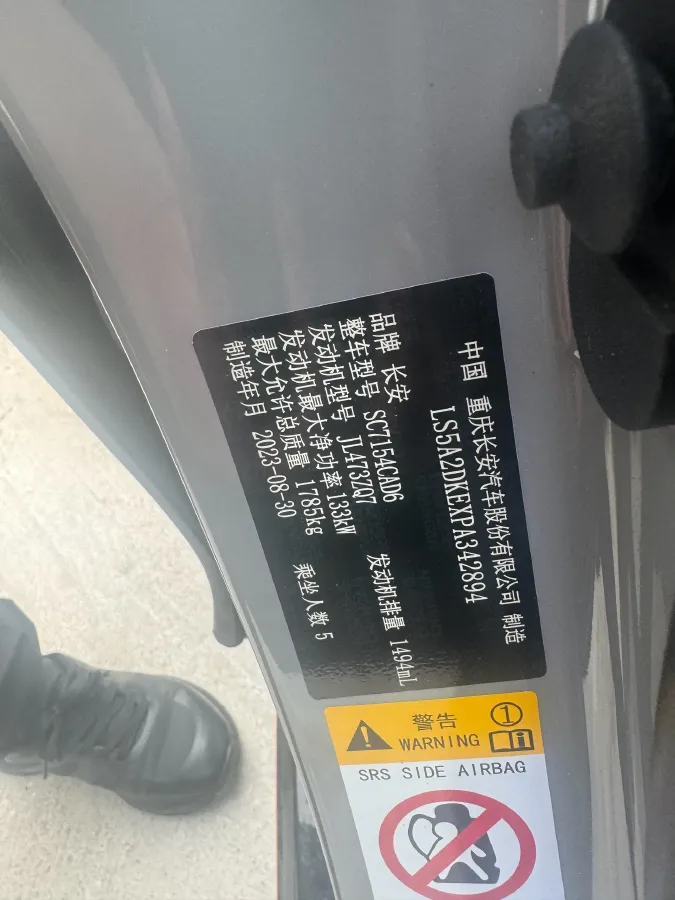 中国 重庆长安汽车股份有限公司 制造
LS5A2DKEXPA342894
品牌 长安
整车型号 SC7154CAD6 发动机排量 1494mL
发动机型号 JL473ZQ7
发动机最大净功率 133kW
最大允许总质量 1785kg 乘坐人数 5
制造年月 2023-08-30
警告 ①
WARNING
SRS SIDE AIRBAG